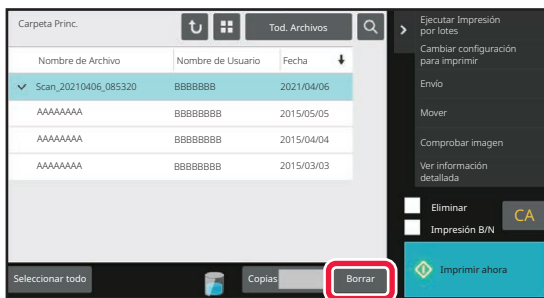 Carpeta Princ.
Tod. Archivos
Nombre de Archivo Nombre de Usuario Fecha
Scan_20210406_085320 BBBBBBB 2021/04/06
AAAAAAAA BBBBBBBB 2015/05/05
AAAAAAAA BBBBBBBB 2015/04/04
AAAAAAAA BBBBBBBB 2015/03/03
Seleccionar todo
Copias
Borrar
Ejecutar Impresión
por lotes
Cambiar configuración
para imprimir
Envío
Mover
Comprobar imagen
Ver información
detallada
Eliminar
Impresión B/N
CA
Imprimir ahora